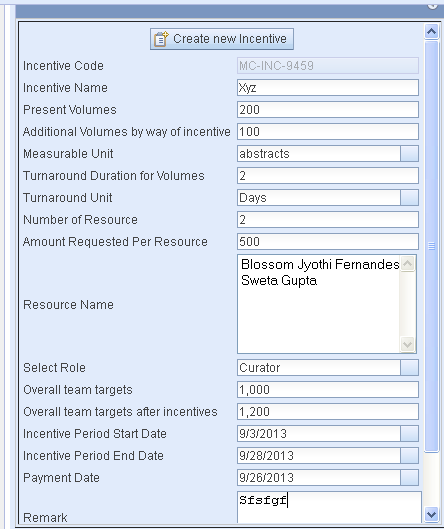 Create new Incentive
Incentive Code MC-INC-9459
Incentive Name Xyz
Present Volumes 200
Additional Volumes by way of incentive 100
Measurable Unit abstracts
Turnaround Duration for Volumes 2
Turnaround Unit Days
Number of Resource 2
Amount Requested Per Resource 500
Blossom Jyothi Fernandes
Sweta Gupta
Resource Name
Select Role Curator
Overall team targets 1,000
Overall team targets after incentives 1,200
Incentive Period Start Date 9/3/2013
Incentive Period End Date 9/28/2013
Payment Date 9/26/2013
Sfsfgf
Remark